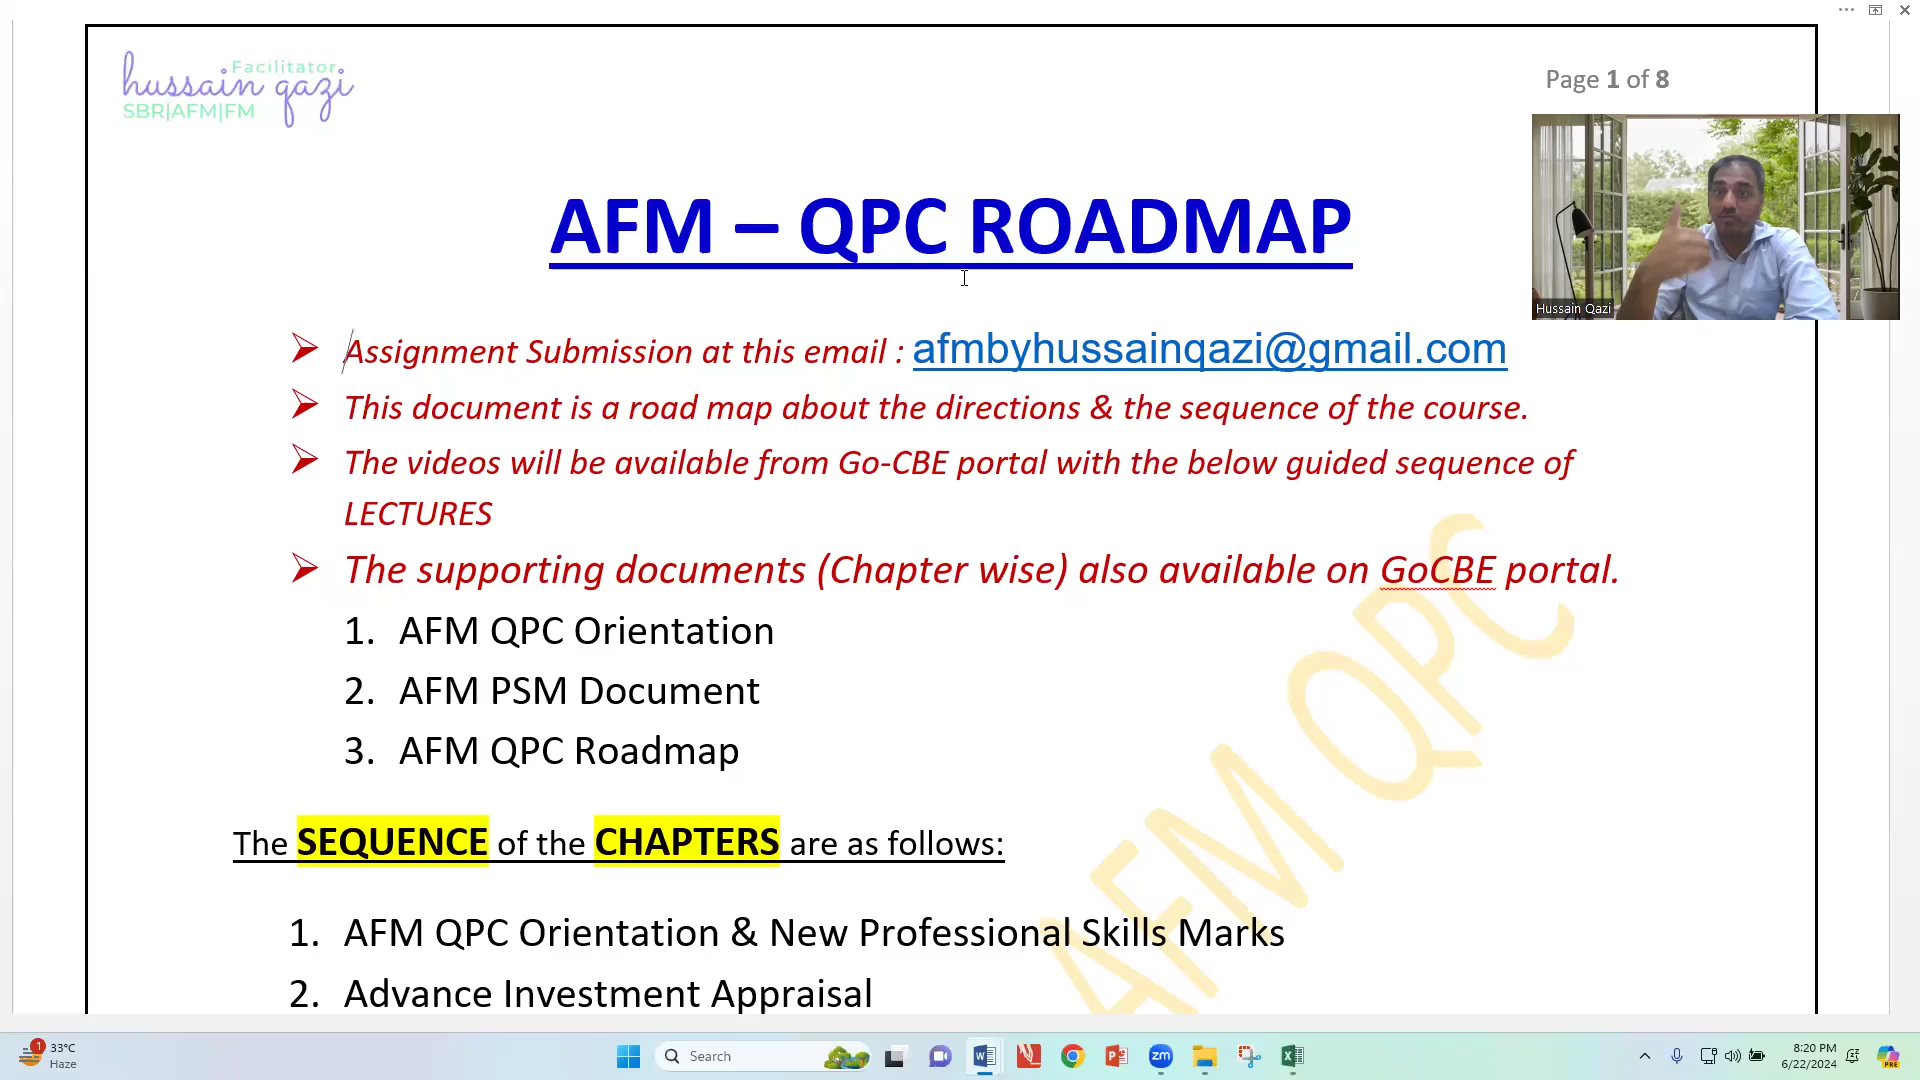 Facilitator
hussain qazi
SBR|AFM|FM
Page 1 of 8
AFM – QPC ROADMAP
Hussain Qazi
Assignment Submission at this email : afmbyhussainqazi@gmail.com
This document is a road map about the directions & the sequence of the course.
The videos will be available from Go-CBE portal with the below guided sequence of
LECTURES
The supporting documents (Chapter wise) also available on GoCBE portal.
1. AFM QPC Orientation
2. AFM PSM Document
3. AFM QPC Roadmap
The SEQUENCE of the CHAPTERS are as follows:
1. AFM QPC Orientation & New Professional Skills Marks
2. Advance Investment Appraisal
AFM QPC
1
33°C
Haze
Search
zm
8:20 PM
6/22/2024
PRE